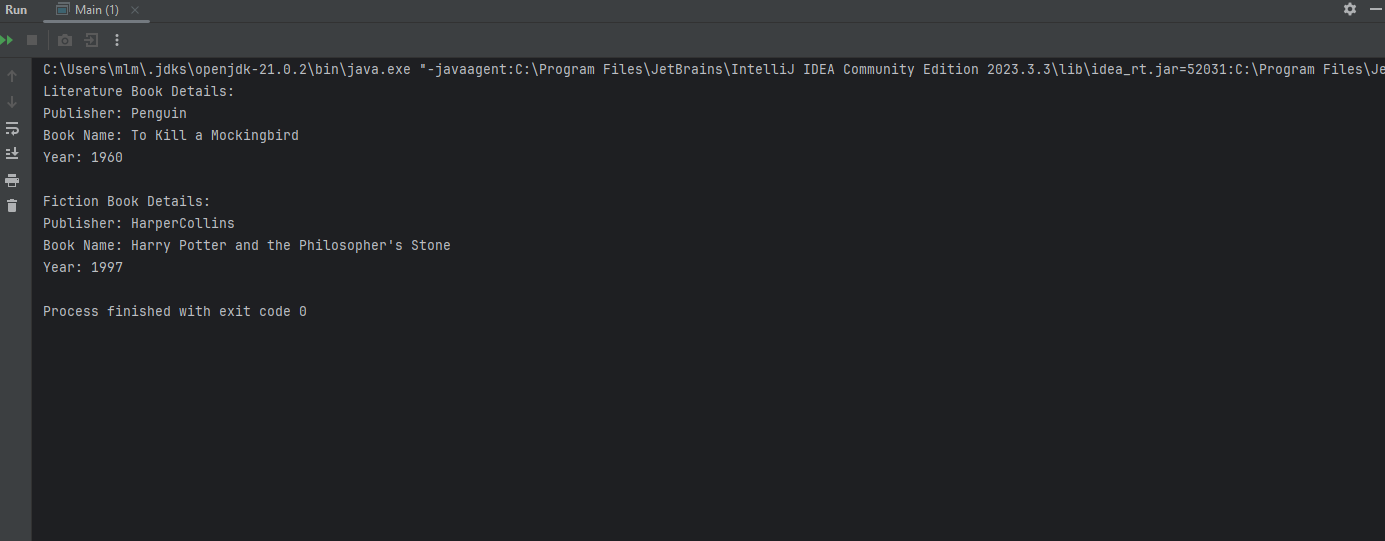 Run Main (1)
C:\Users\mlm\.jdks\openjdk-21.0.2\bin\java.exe "-javaagent:C:\Program Files\JetBrains\IntelliJ IDEA Community Edition 2023.3.3\lib\idea_rt.jar=52031:C:\Program Files\Je
Literature Book Details:
Publisher: Penguin
Book Name: To Kill a Mockingbird
Year: 1960
Fiction Book Details:
Publisher: HarperCollins
Book Name: Harry Potter and the Philosopher's Stone
Year: 1997
Process finished with exit code 0